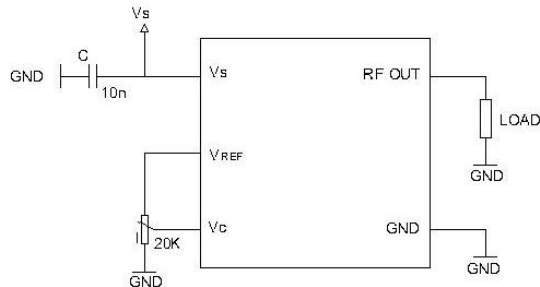 Vs
C
GND
10n
Vs
RF OUT
LOAD
GND
VREF
Vc
20K
GND
GND
GND